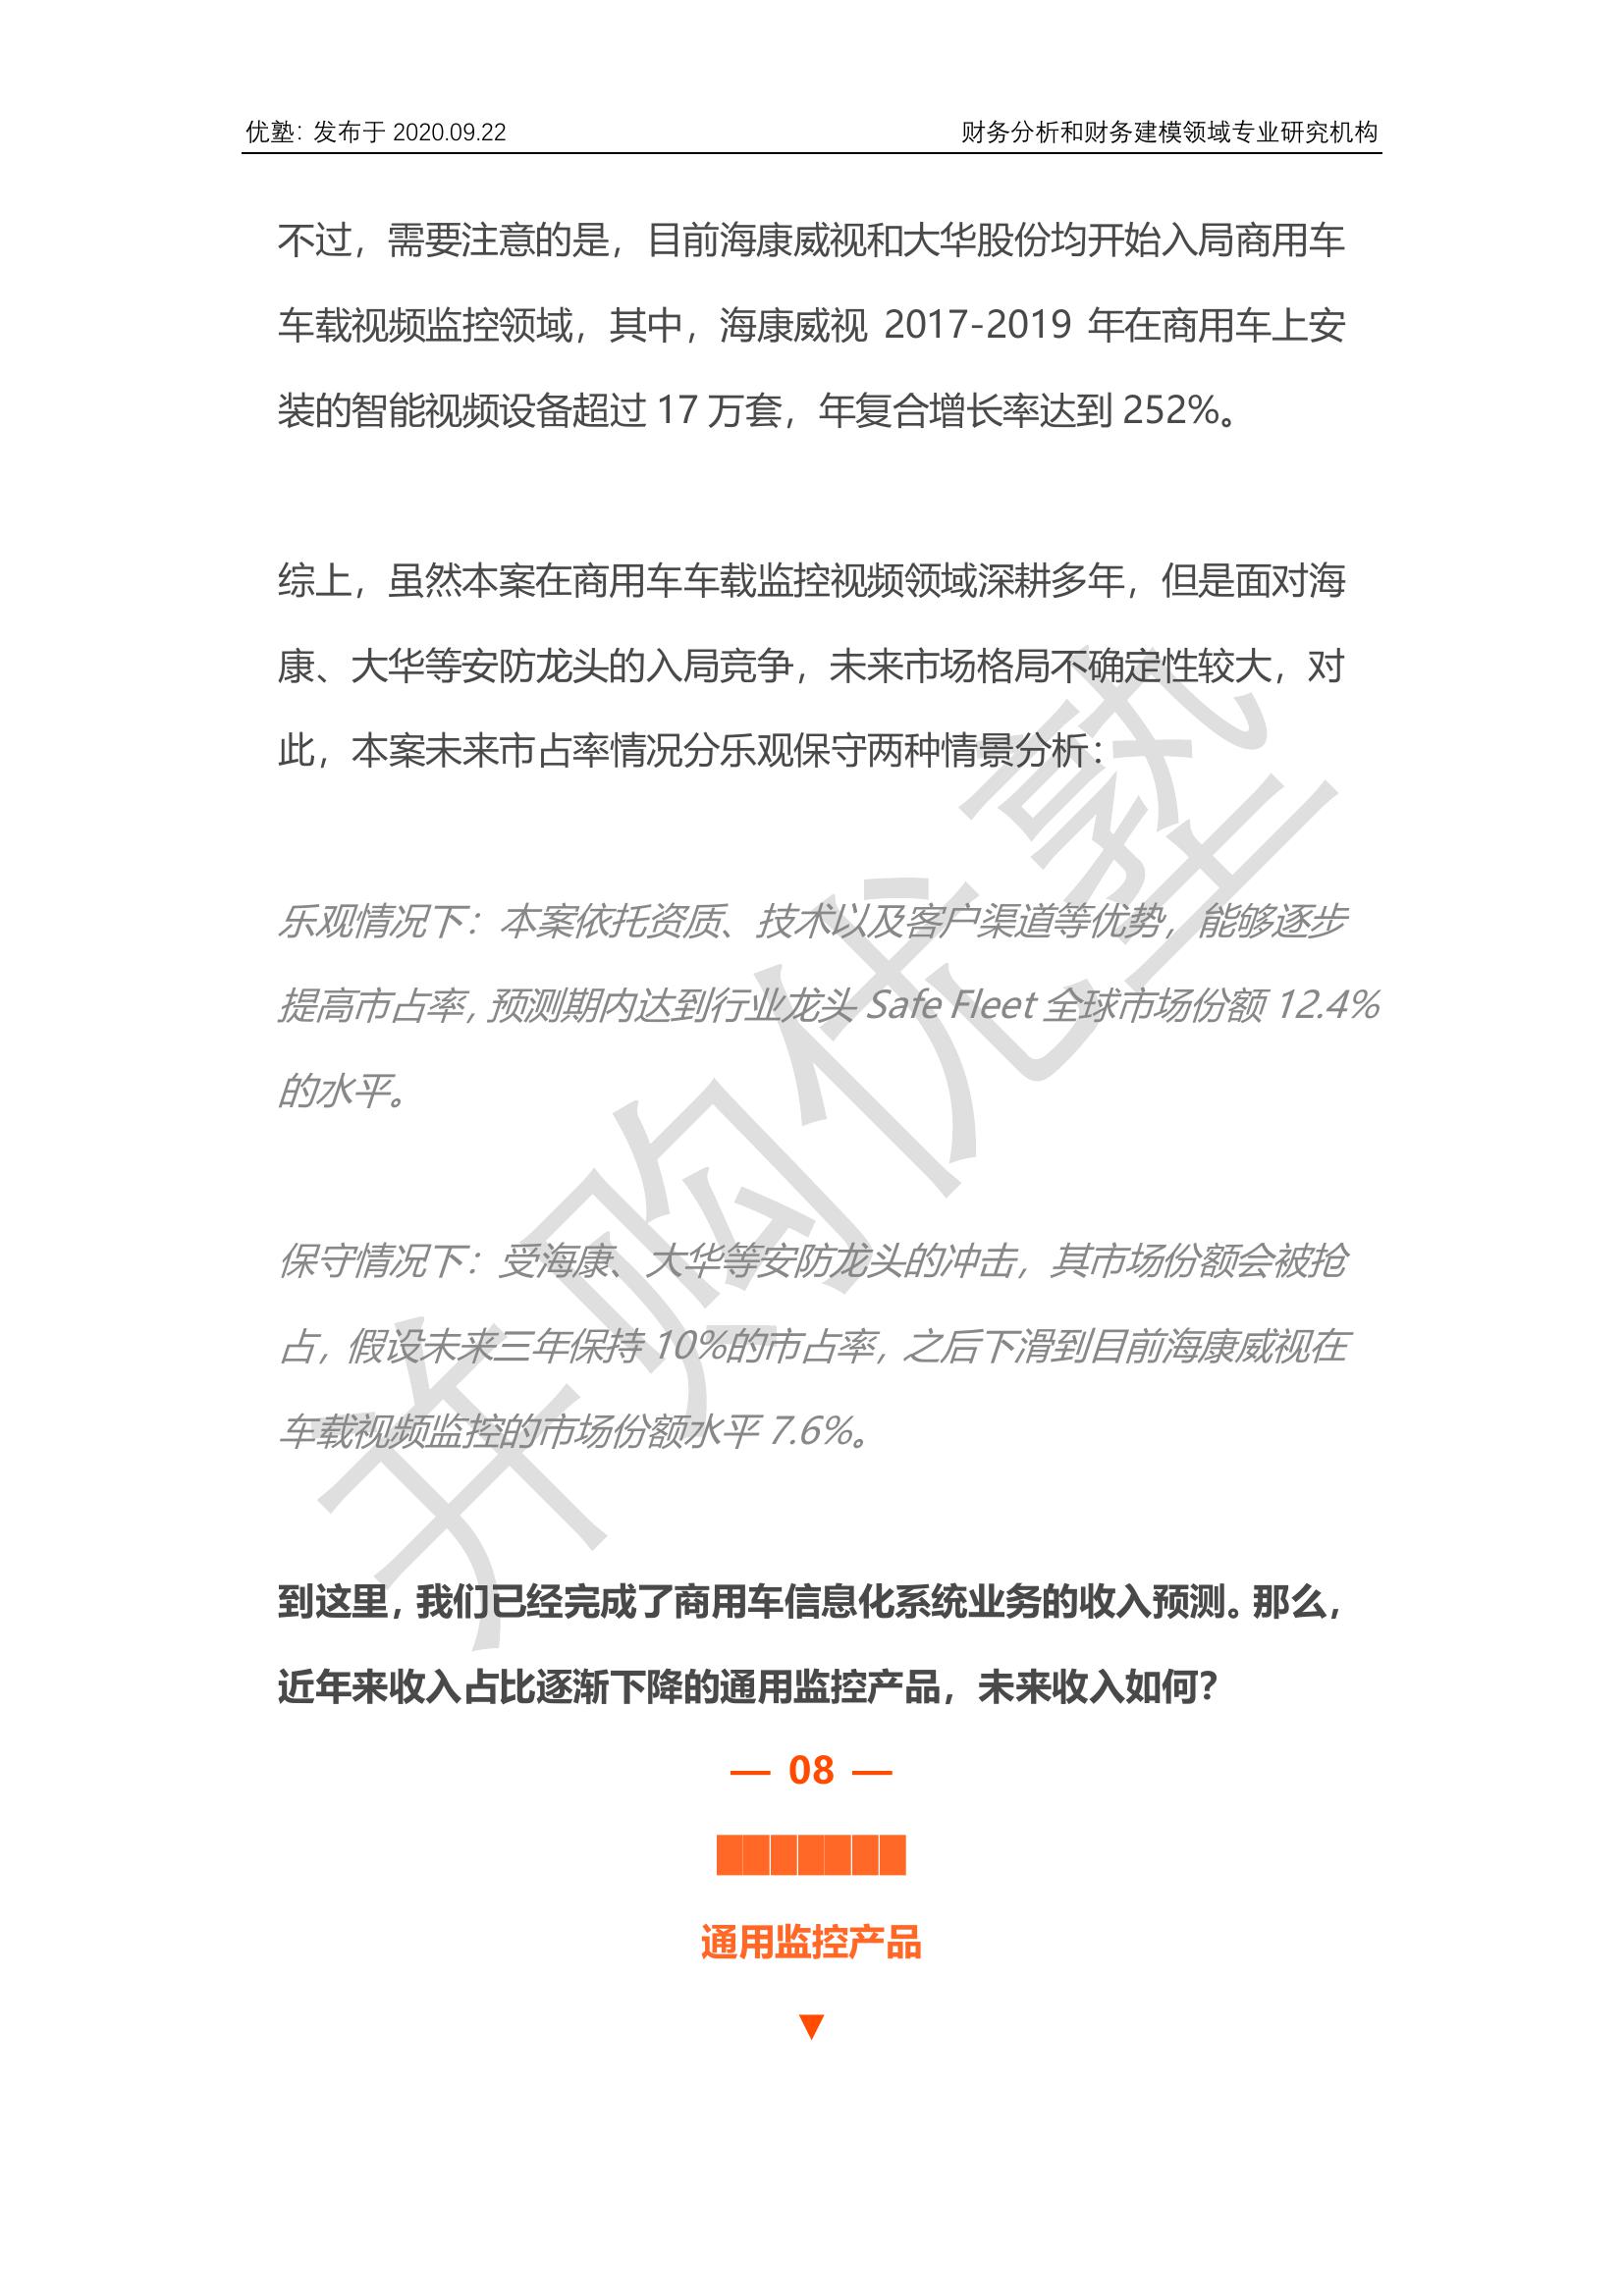 优塾：发布于 2020.09.22
财务分析和财务建模领域专业研究机构
不过，需要注意的是，目前海康威视和大华股份均开始入局商用车
车载视频监控领域，其中，海康威视 2017-2019 年在商用车上安
装的智能视频设备超过 17 万套，年复合增长率达到 252%。
综上，虽然本案在商用车车载监控视频领域深耕多年，但是面对海
康、大华等安防龙头的入局竞争，未来市场格局不确定性较大，对
此，本案未来市占率情况分乐观保守两种情景分析：
乐观情况下：本案依托资质、技术以及客户渠道等优势，能够逐步
提高市占率，预测期内达到行业龙头 Safe Fleet 全球市场份额 12.4%
的水平。
保守情况下：受海康、大华等安防龙头的冲击，其市场份额会被抢
占，假设未来三年保持 10%的市占率，之后下滑到目前海康威视在
车载视频监控的市场份额水平 7.6%。
到这里，我们已经完成了商用车信息化系统业务的收入预测。那么，
近年来收入占比逐渐下降的通用监控产品，未来收入如何？
— 08 —
███████
通用监控产品
▼
并购优塾